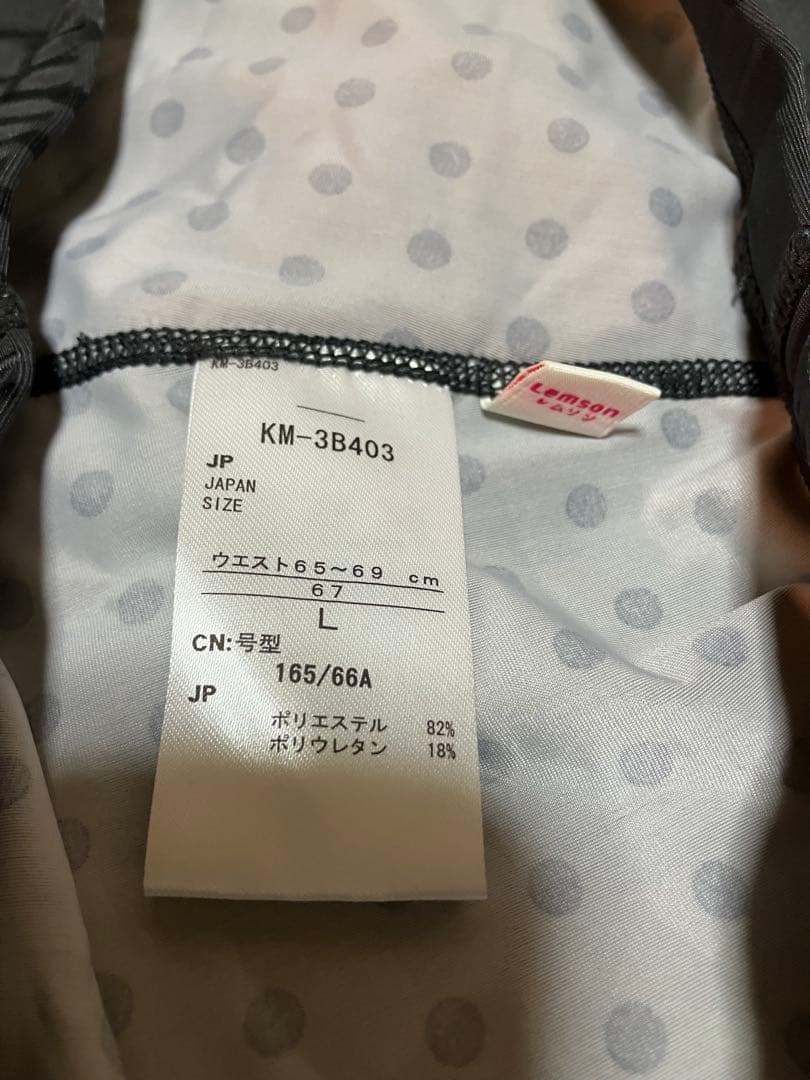 KM-3B403
Lemson
レムソン
KM-3B403
JP
JAPAN
SIZE
ウエスト65〜69 cm
67
L
CN:号型
165/66A
JP
ポリエステル 82%
ポリウレタン 18%